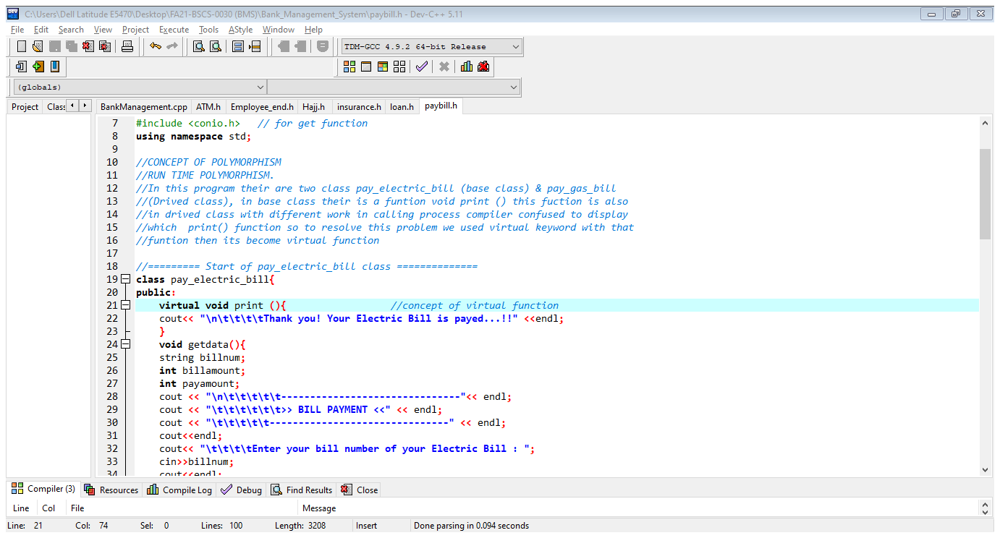 C:\Users\Dell Latitude E5470\Desktop\FA21-BSCS-0030 (BMS)\Bank_Management_System\paybill.h - Dev-C++ 5.11
File Edit Search View Project Execute Tools AStyle Window Help
TDM-GCC 4.9.2 64-bit Release
(globals)
Project Class BankManagement.cpp ATM.h Employee_end.h Hajj.h insurance.h loan.h paybill.h
7 #include <conio.h>   // for get function
8 using namespace std;
9
10 //CONCEPT OF POLYMORPHISM
11 //RUN TIME POLYMORPHISM.
12 //In this program their are two class pay_electric_bill (base class) & pay_gas_bill
13 //(Drived class), in base class their is a funtion void print () this fuction is also
14 //in drived class with different work in calling process compiler confused to display
15 //which  print() function so to resolve this problem we used virtual keyword with that
16 //funtion then its become virtual function
17
18 //========= Start of pay_electric_bill class ==============
19 class pay_electric_bill{
20 public:
21     virtual void print (){                  //concept of virtual function
22     cout<< "\n\t\t\t\tThank you! Your Electric Bill is payed...!!" <<endl;
23     }
24     void getdata(){
25     string billnum;
26     int billamount;
27     int payamount;
28     cout << "\n\t\t\t\t\t-------------------------------"<< endl;
29     cout << "\t\t\t\t\t\t>> BILL PAYMENT <<" << endl;
30     cout << "\t\t\t\t\t-------------------------------" << endl;
31     cout<<endl;
32     cout<< "\t\t\t\tEnter your bill number of your Electric Bill : ";
33     cin>>billnum;
34     cout<<endl;
Compiler (3) Resources Compile Log Debug Find Results Close
Line Col File Message
Line: 21 Col: 74 Sel: 0 Lines: 100 Length: 3208 Insert Done parsing in 0.094 seconds